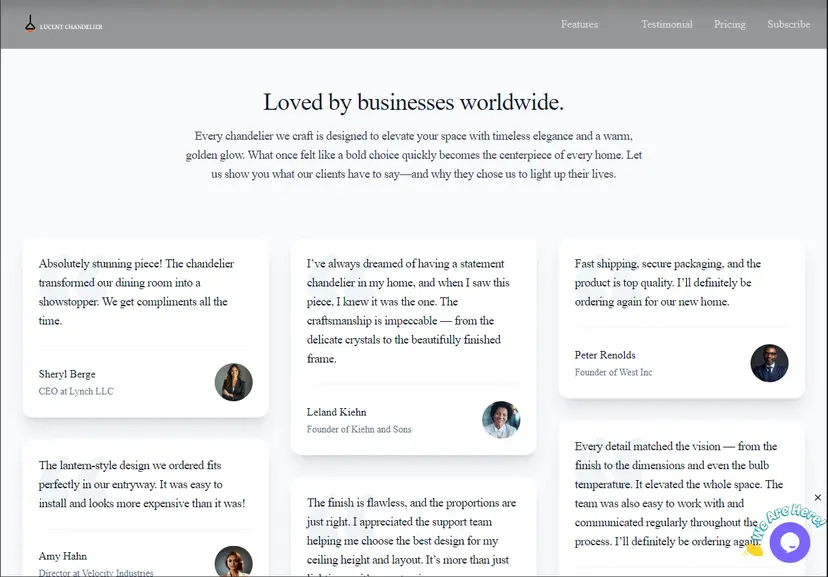 LUCENT CHANDELIER
Features
Testimonial
Pricing
Subscribe
Loved by businesses worldwide.
Every chandelier we craft is designed to elevate your space with timeless elegance and a warm,
golden glow. What once felt like a bold choice quickly becomes the centerpiece of every home. Let
us show you what our clients have to say—and why they chose us to light up their lives.
Absolutely stunning piece! The chandelier
transformed our dining room into a
showstopper. We get compliments all the
time.
Sheryl Berge
CEO at Lynch LLC
The lantern-style design we ordered fits
perfectly in our entryway. It was easy to
install and looks more expensive than it was!
Amy Hahn
Director at Velocity Industries
I've always dreamed of having a statement
chandelier in my home, and when I saw this
piece, I knew it was the one. The
craftsmanship is impeccable — from the
delicate crystals to the beautifully finished
frame.
Leland Kiehn
Founder of Kiehn and Sons
The finish is flawless, and the proportions are
just right. I appreciated the support team
helping me choose the best design for my
ceiling height and layout. It's more than just
Fast shipping, secure packaging, and the
product is top quality. I'll definitely be
ordering again for our new home.
Peter Renolds
Founder of West Inc
Every detail matched the vision — from the
finish to the dimensions and even the bulb
temperature. It elevated the whole space. The
team was also easy to work with and
communicated regularly throughout the
process. I'll definitely be ordering again.
We Are Here!